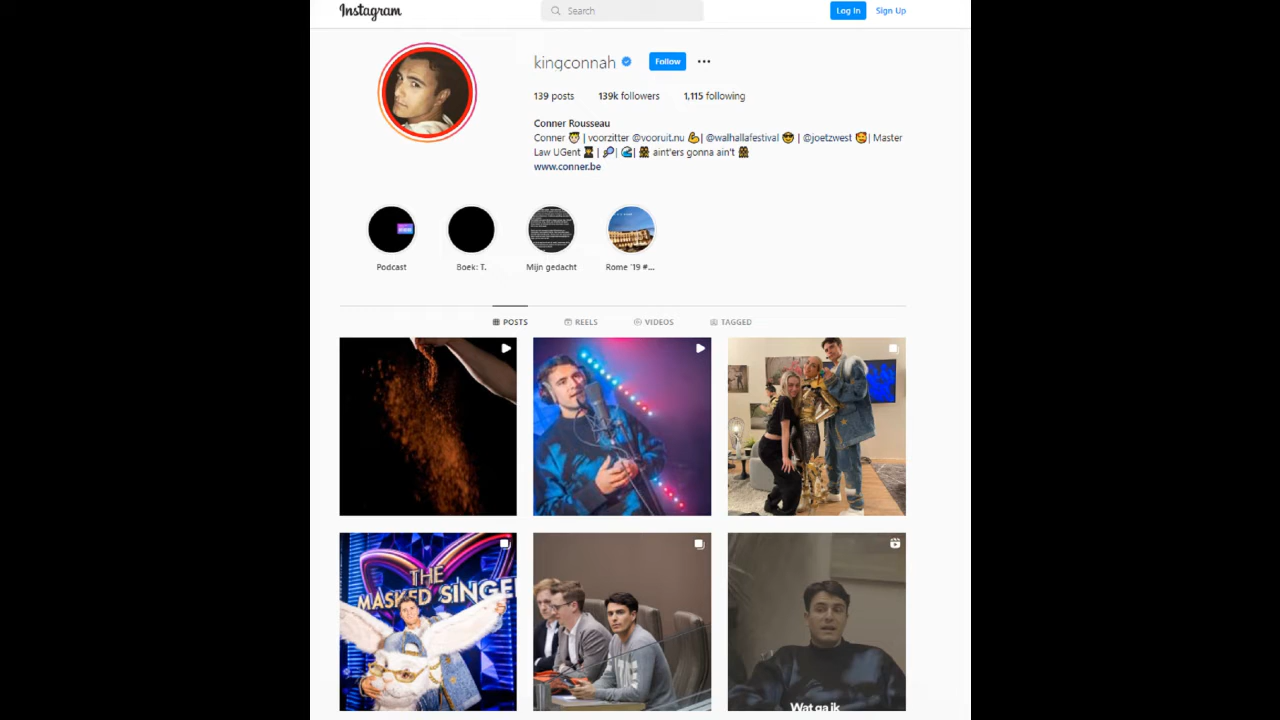 Instagram
Search
Log In
Sign Up
kingconnah
Follow
139 posts 139k followers 1,115 following
Conner Rousseau
Conner 🤴 | voorzitter @vooruit.nu 💪| @walhallafestival 😎 | @joetzwest 🥰| Master
Law UGent 👨‍🎓 | 🎾 | 🌊| 👯 aint'ers gonna ain't 👯
www.conner.be
Podcast
Boek: T.
Mijn gedacht
Rome '19 #...
POSTS
REELS
VIDEOS
TAGGED
THE
MASKED SINGER
Wat ga ik